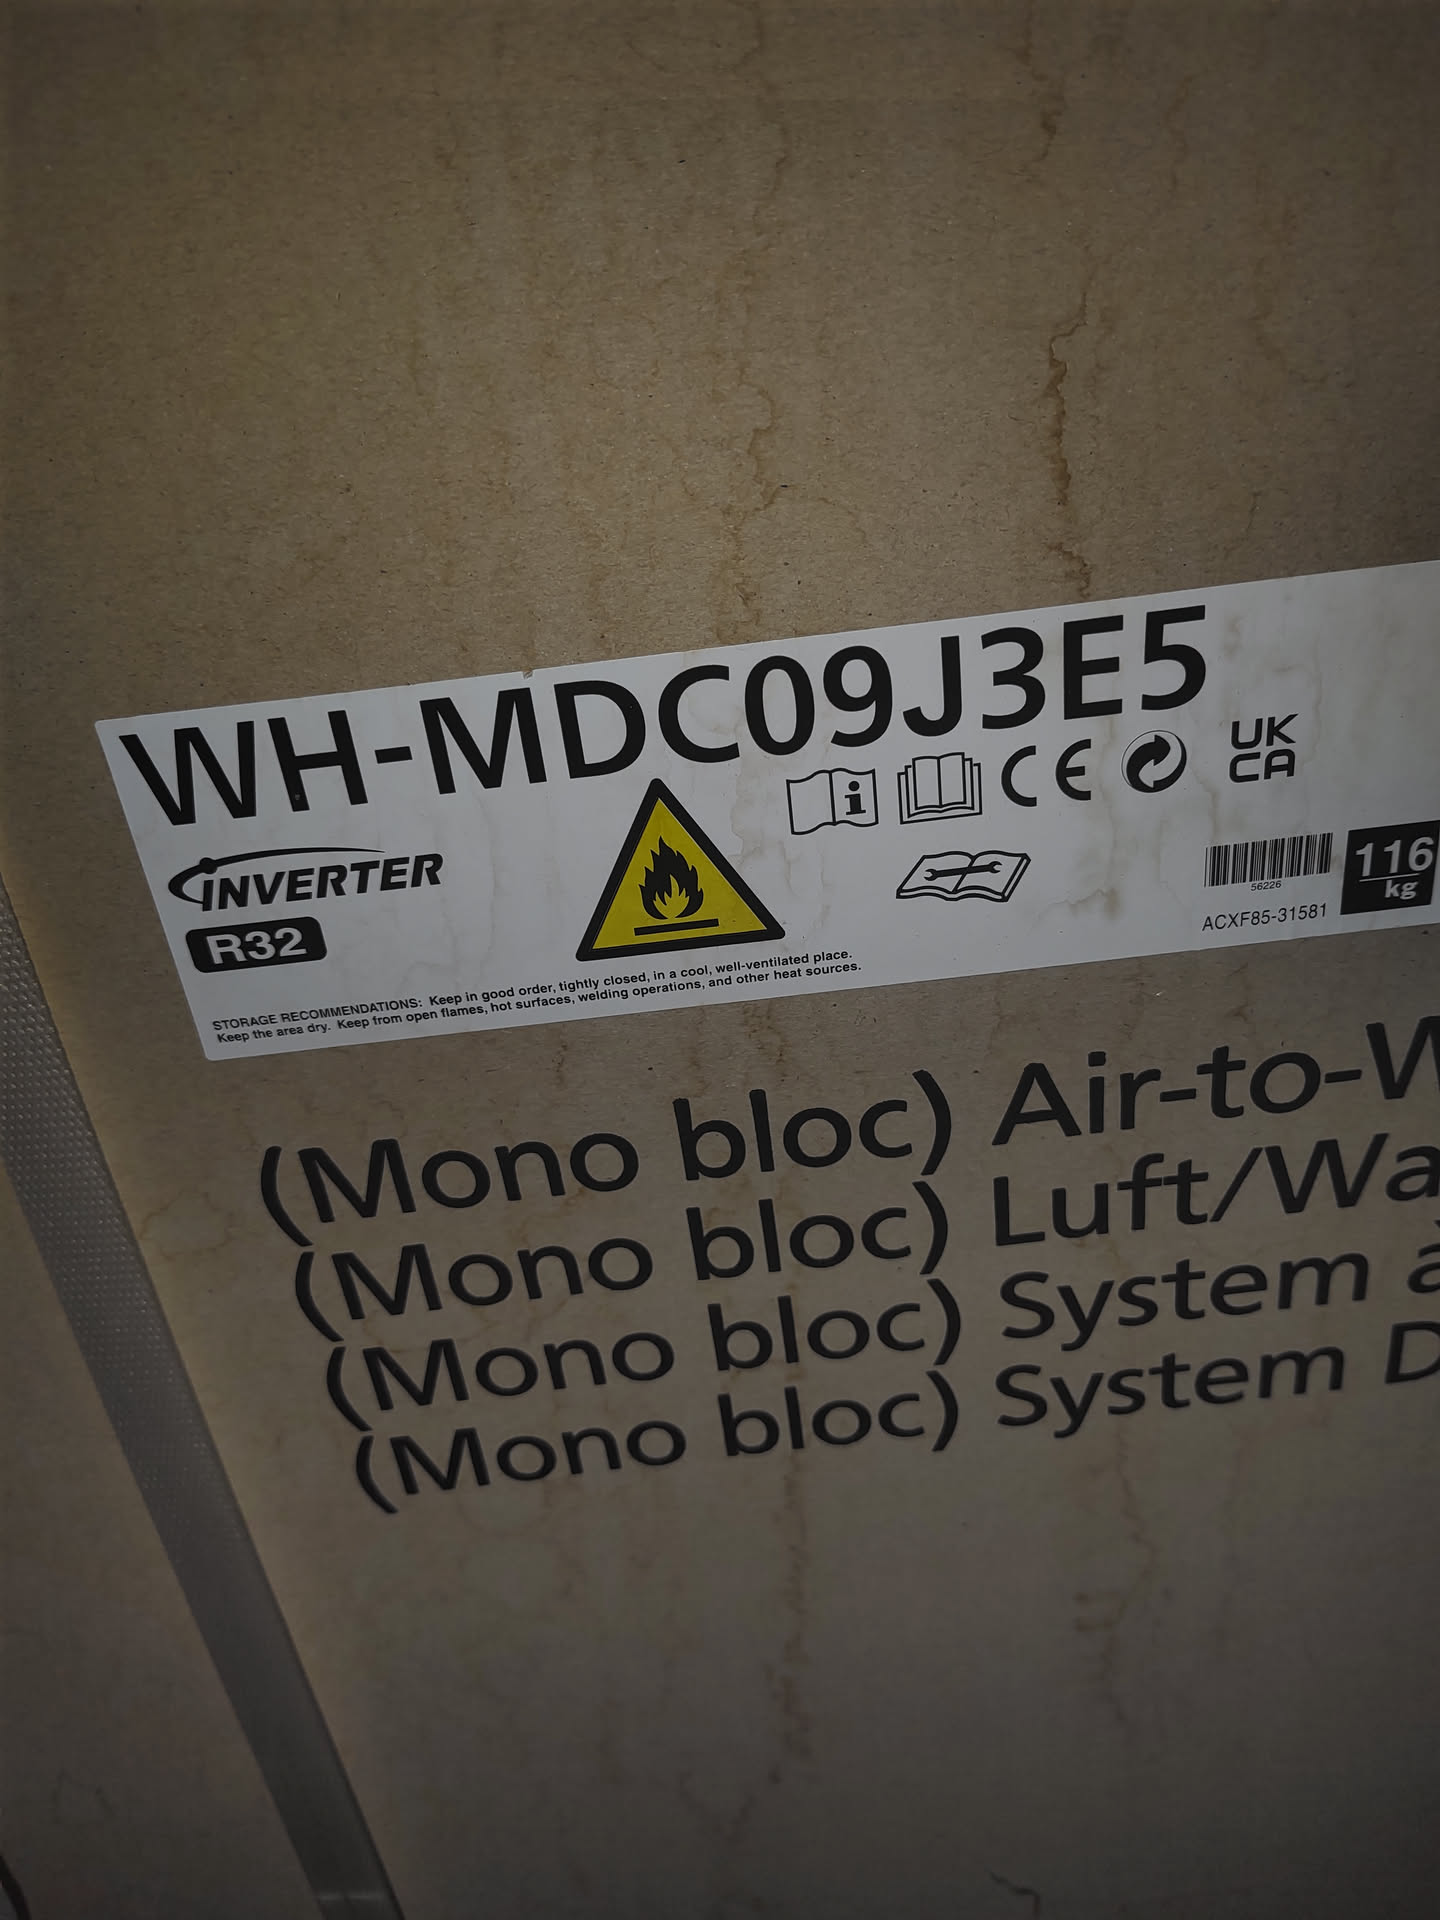 WH-MDC09J3E5
i
CE
UK
CA
INVERTER
R32
56226
ACXF85-31581
116
kg
STORAGE RECOMMENDATIONS: Keep in good order, tightly closed, in a cool, well-ventilated place.
Keep the area dry. Keep from open flames, hot surfaces, welding operations, and other heat sources.
(Mono bloc) Air-to-W
(Mono bloc) Luft/Wa
(Mono bloc) System à
(Mono bloc) System D